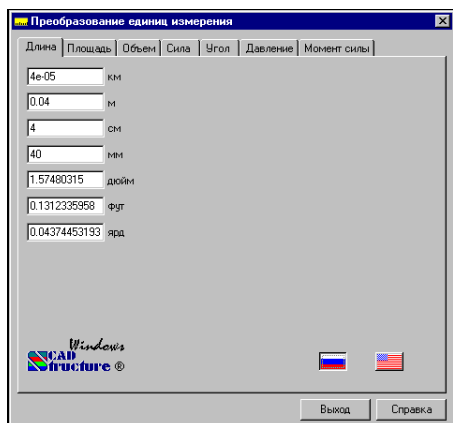 Преобразование единиц измерения
Длина Площадь Объем Сила Угол Давление Момент силы
4e-05 км
0.04 м
4 см
40 мм
1.57480315 дюйм
0.1312335958 фут
0.04374453193 ярд
Windows
SCAD
Structure ®
Выход Справка